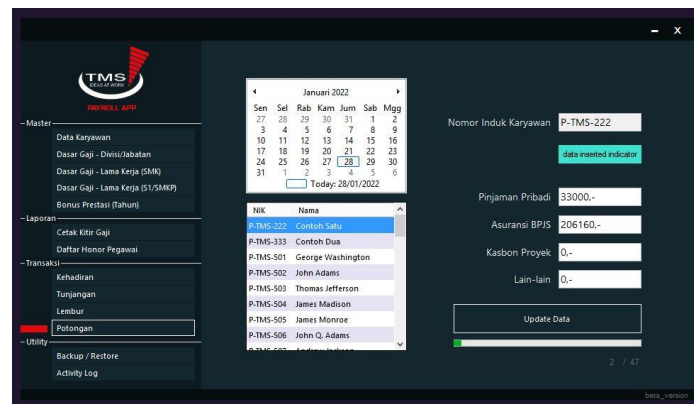 – x
TMS
IDEAS AT WORK
PAYROLL APP
Master
Data Karyawan
Dasar Gaji - Divisi/Jabatan
Dasar Gaji - Lama Kerja (SMK)
Dasar Gaji - Lama Kerja (S1/SMKP)
Bonus Prestasi (Tahun)
Laporan
Cetak Kitir Gaji
Daftar Honor Pegawai
Transaksi
Kehadiran
Tunjangan
Lembur
Potongan
Utility
Backup / Restore
Activity Log
Januari 2022
Sen Sel Rab Kam Jum Sab Mgg
27 28 29 30 31 1 2
3 4 5 6 7 8 9
10 11 12 13 14 15 16
17 18 19 20 21 22 23
24 25 26 27 28 29 30
31 1 2 3 4 5 6
Today: 28/01/2022
NIK Nama
P-TMS-222 Contoh Satu
P-TMS-333 Contoh Dua
P-TMS-501 George Washington
P-TMS-502 John Adams
P-TMS-503 Thomas Jefferson
P-TMS-504 James Madison
P-TMS-505 James Monroe
P-TMS-506 John Q. Adams
P-TMS-507 Andrew Jackson
Nomor Induk Karyawan P-TMS-222
data inserted indicator
Pinjaman Pribadi 33000,-
Asuransi BPJS 206160,-
Kasbon Proyek 0,-
Lain-lain 0,-
Update Data
2 / 47
beta_version